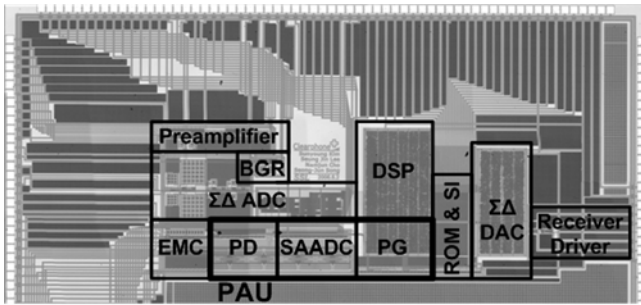 Preamplifier
BGR
DSP
ΣΔ ADC
ROM & SI
ΣΔ
DAC
Receiver
Driver
EMC
PD
SAADC
PG
PAU